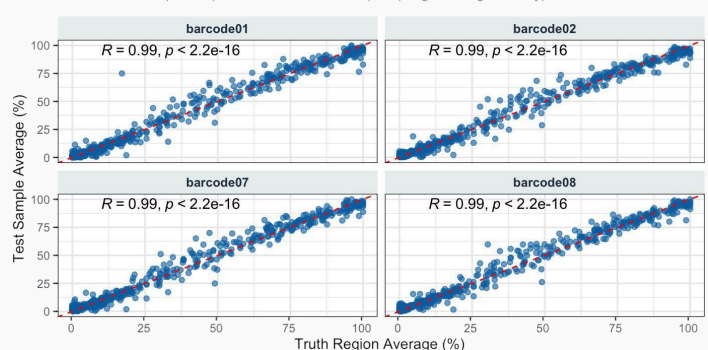 barcode01
barcode02
R = 0.99, p < 2.2e-16
R = 0.99, p < 2.2e-16
100
75
50
25
0
barcode07
barcode08
R = 0.99, p < 2.2e-16
R = 0.99, p < 2.2e-16
100
75
50
25
0
Test Sample Average (%)
0 25 50 75 100
0 25 50 75 100
Truth Region Average (%)